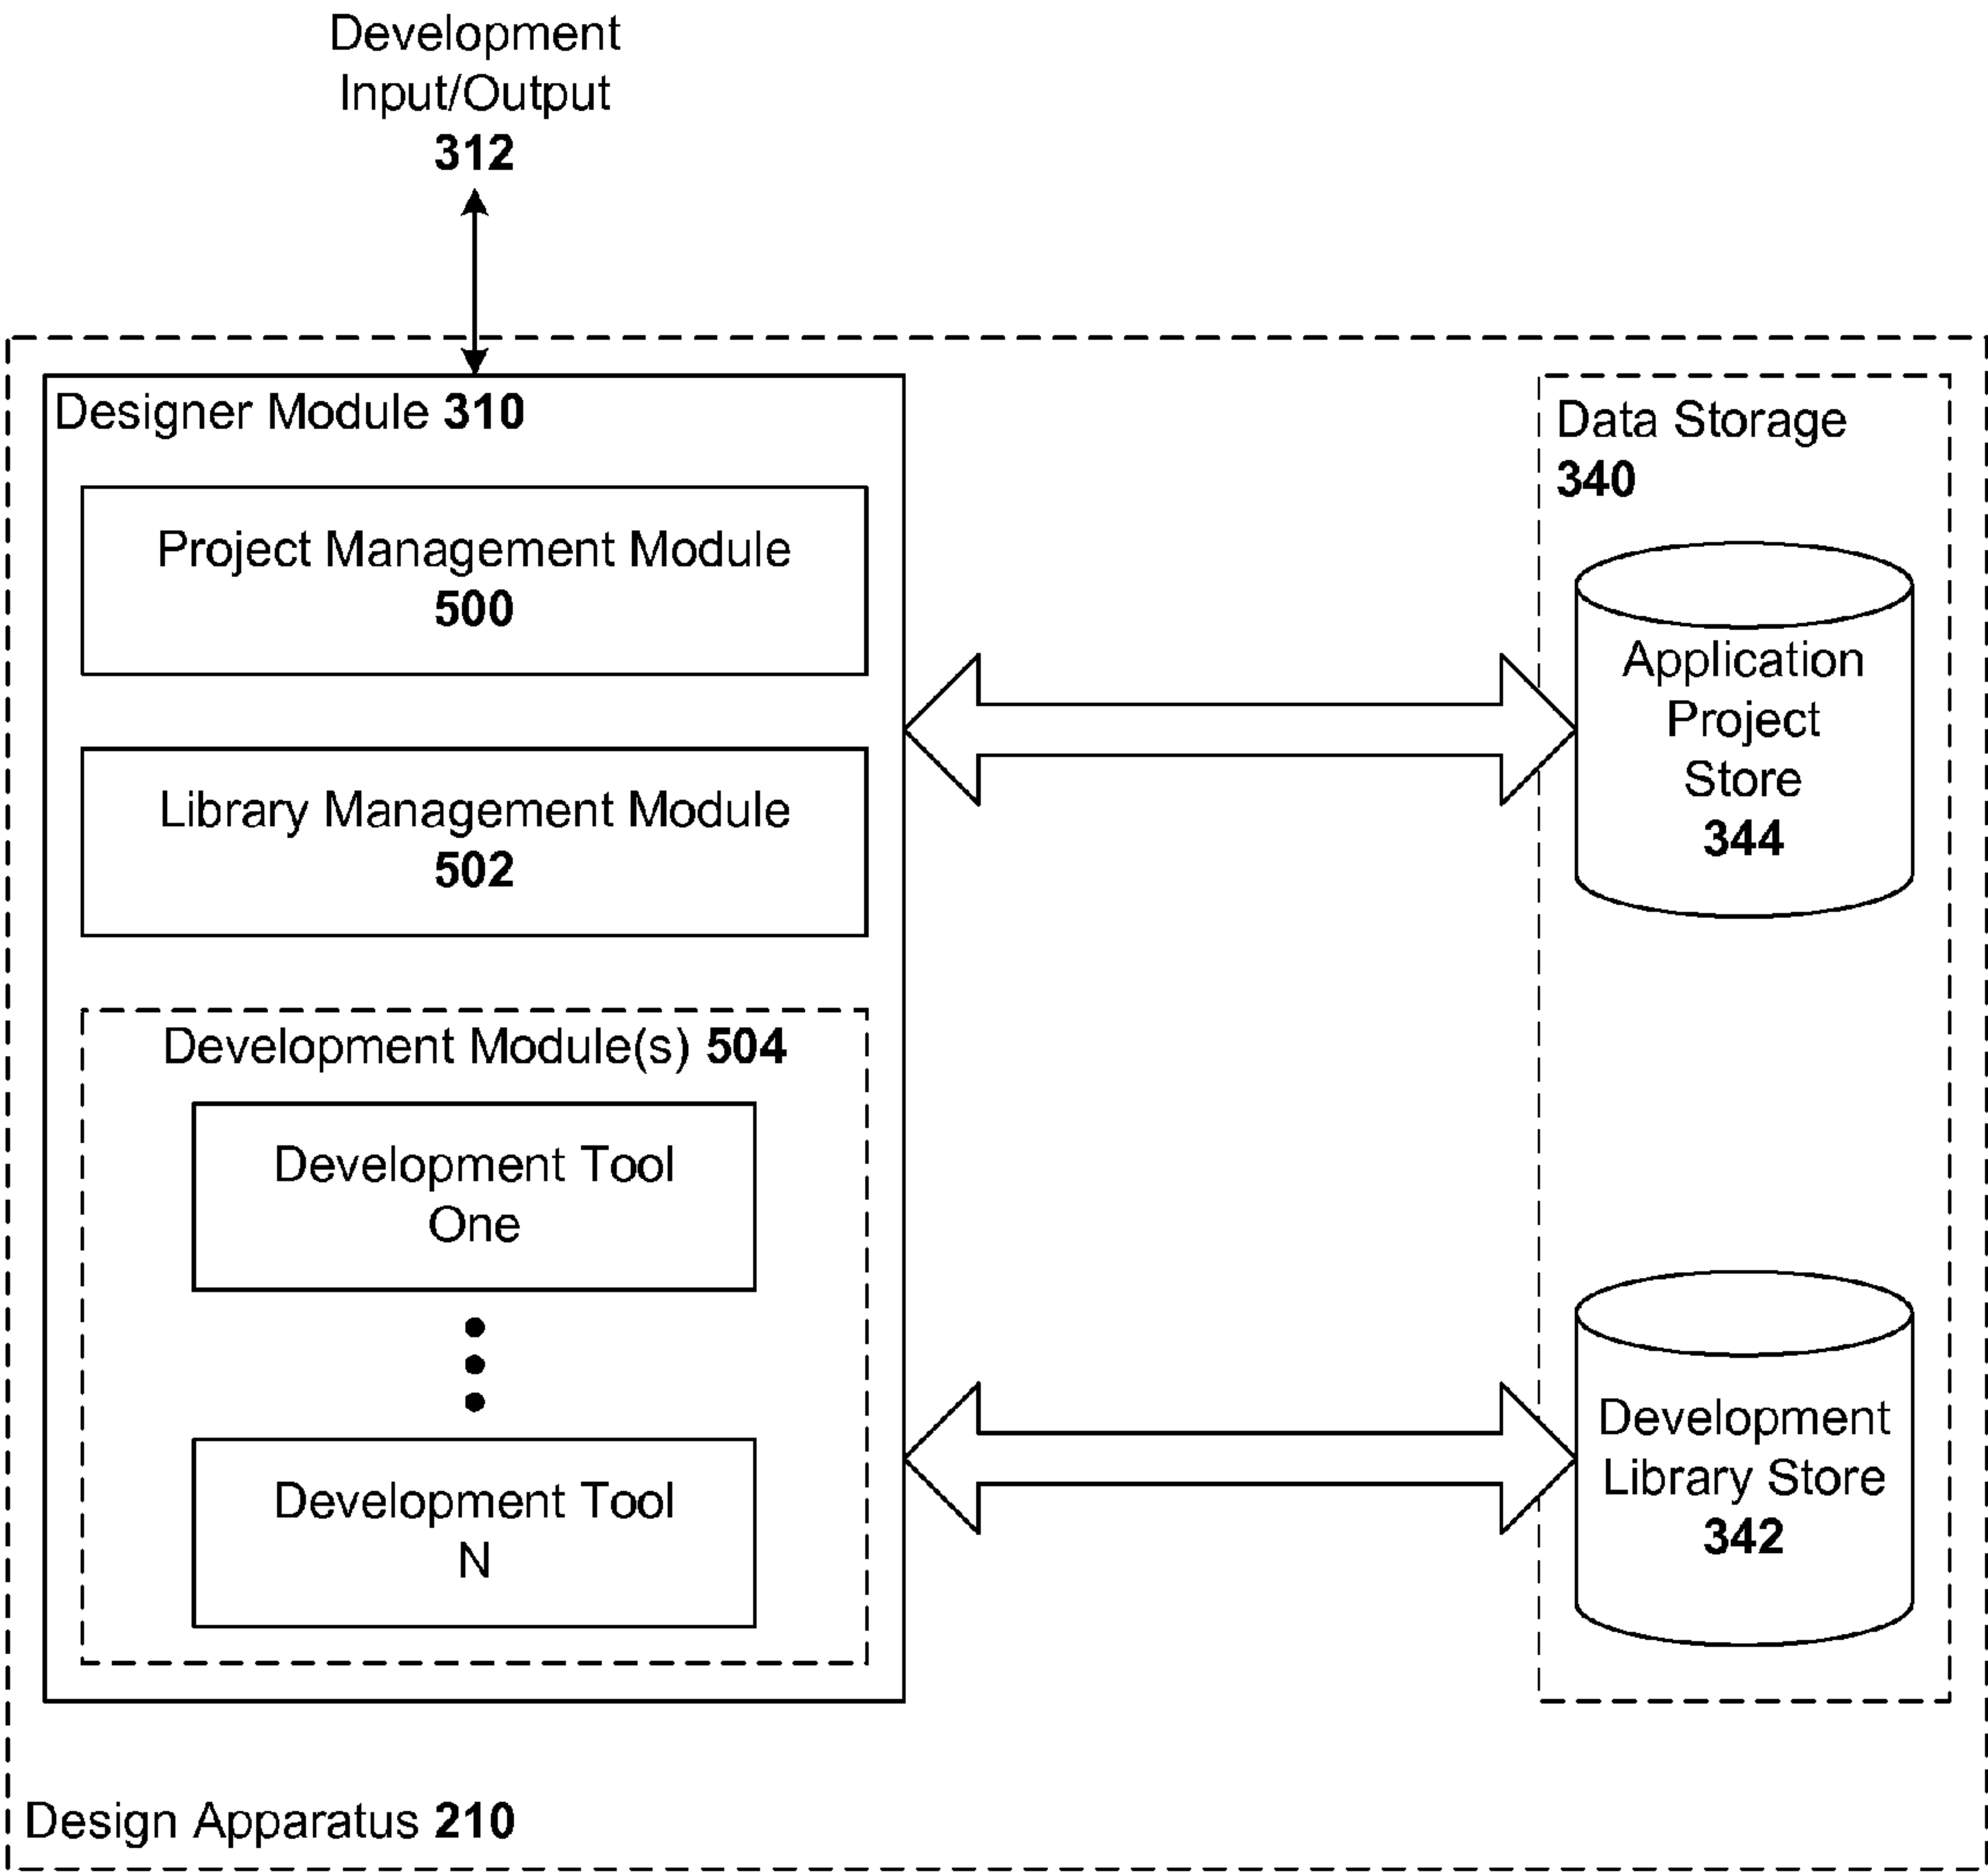 Development
Input/Output
312
Designer Module 310
Project Management Module
500
Library Management Module
502
Development Module(s) 504
Development Tool
One
Development Tool
N
Data Storage
340
Application
Project
Store
344
Development
Library Store
342
Design Apparatus 210